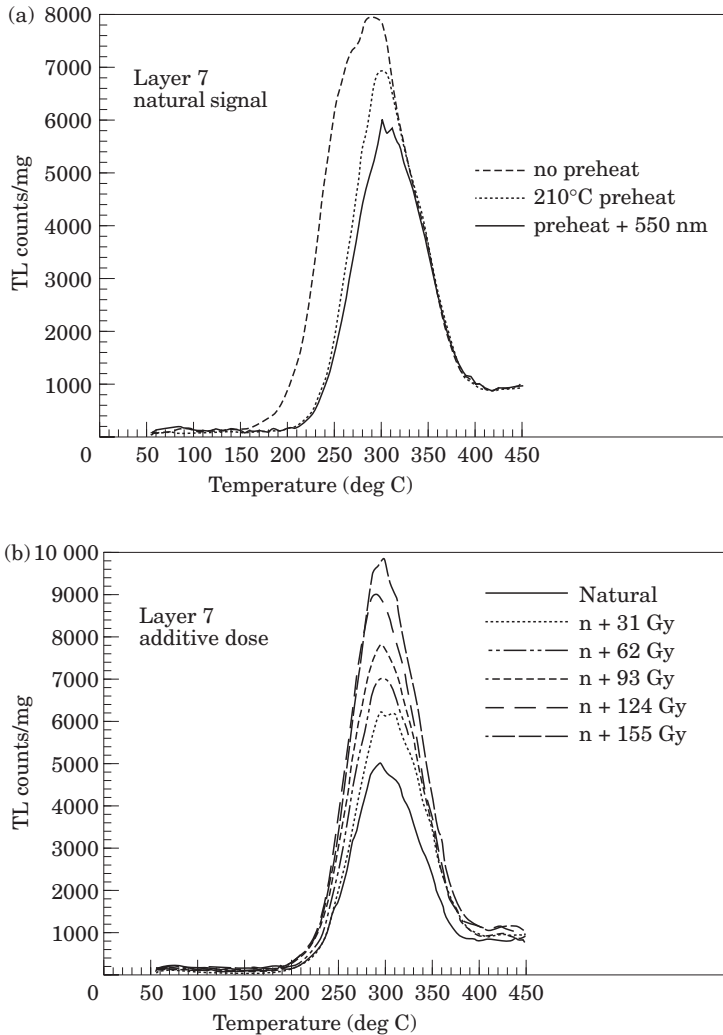 (a)
8000
7000
6000
5000
4000
3000
2000
1000
0
TL counts/mg
Layer 7
natural signal
no preheat
210°C preheat
preheat + 550 nm
50 100 150 200 250 300 350 400 450
Temperature (deg C)
(b)
10 000
9000
8000
7000
6000
5000
4000
3000
2000
1000
0
TL counts/mg
Layer 7
additive dose
Natural
n + 31 Gy
n + 62 Gy
n + 93 Gy
n + 124 Gy
n + 155 Gy
50 100 150 200 250 300 350 400 450
Temperature (deg C)